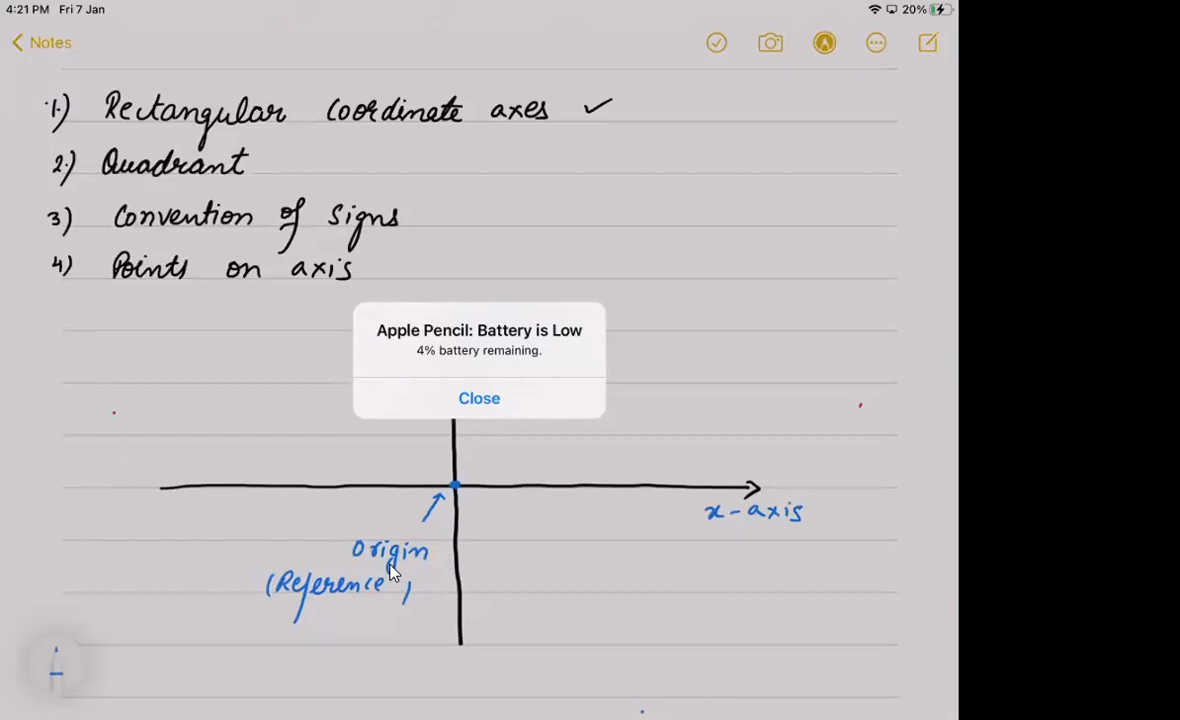 4:21 PM Fri 7 Jan
20%
Notes
1.) Rectangular coordinate axes ✓
2.) Quadrant
3) Convention of signs
4) Points on axis
Apple Pencil: Battery is Low
4% battery remaining.
Close
x-axis
Origin
(Reference)